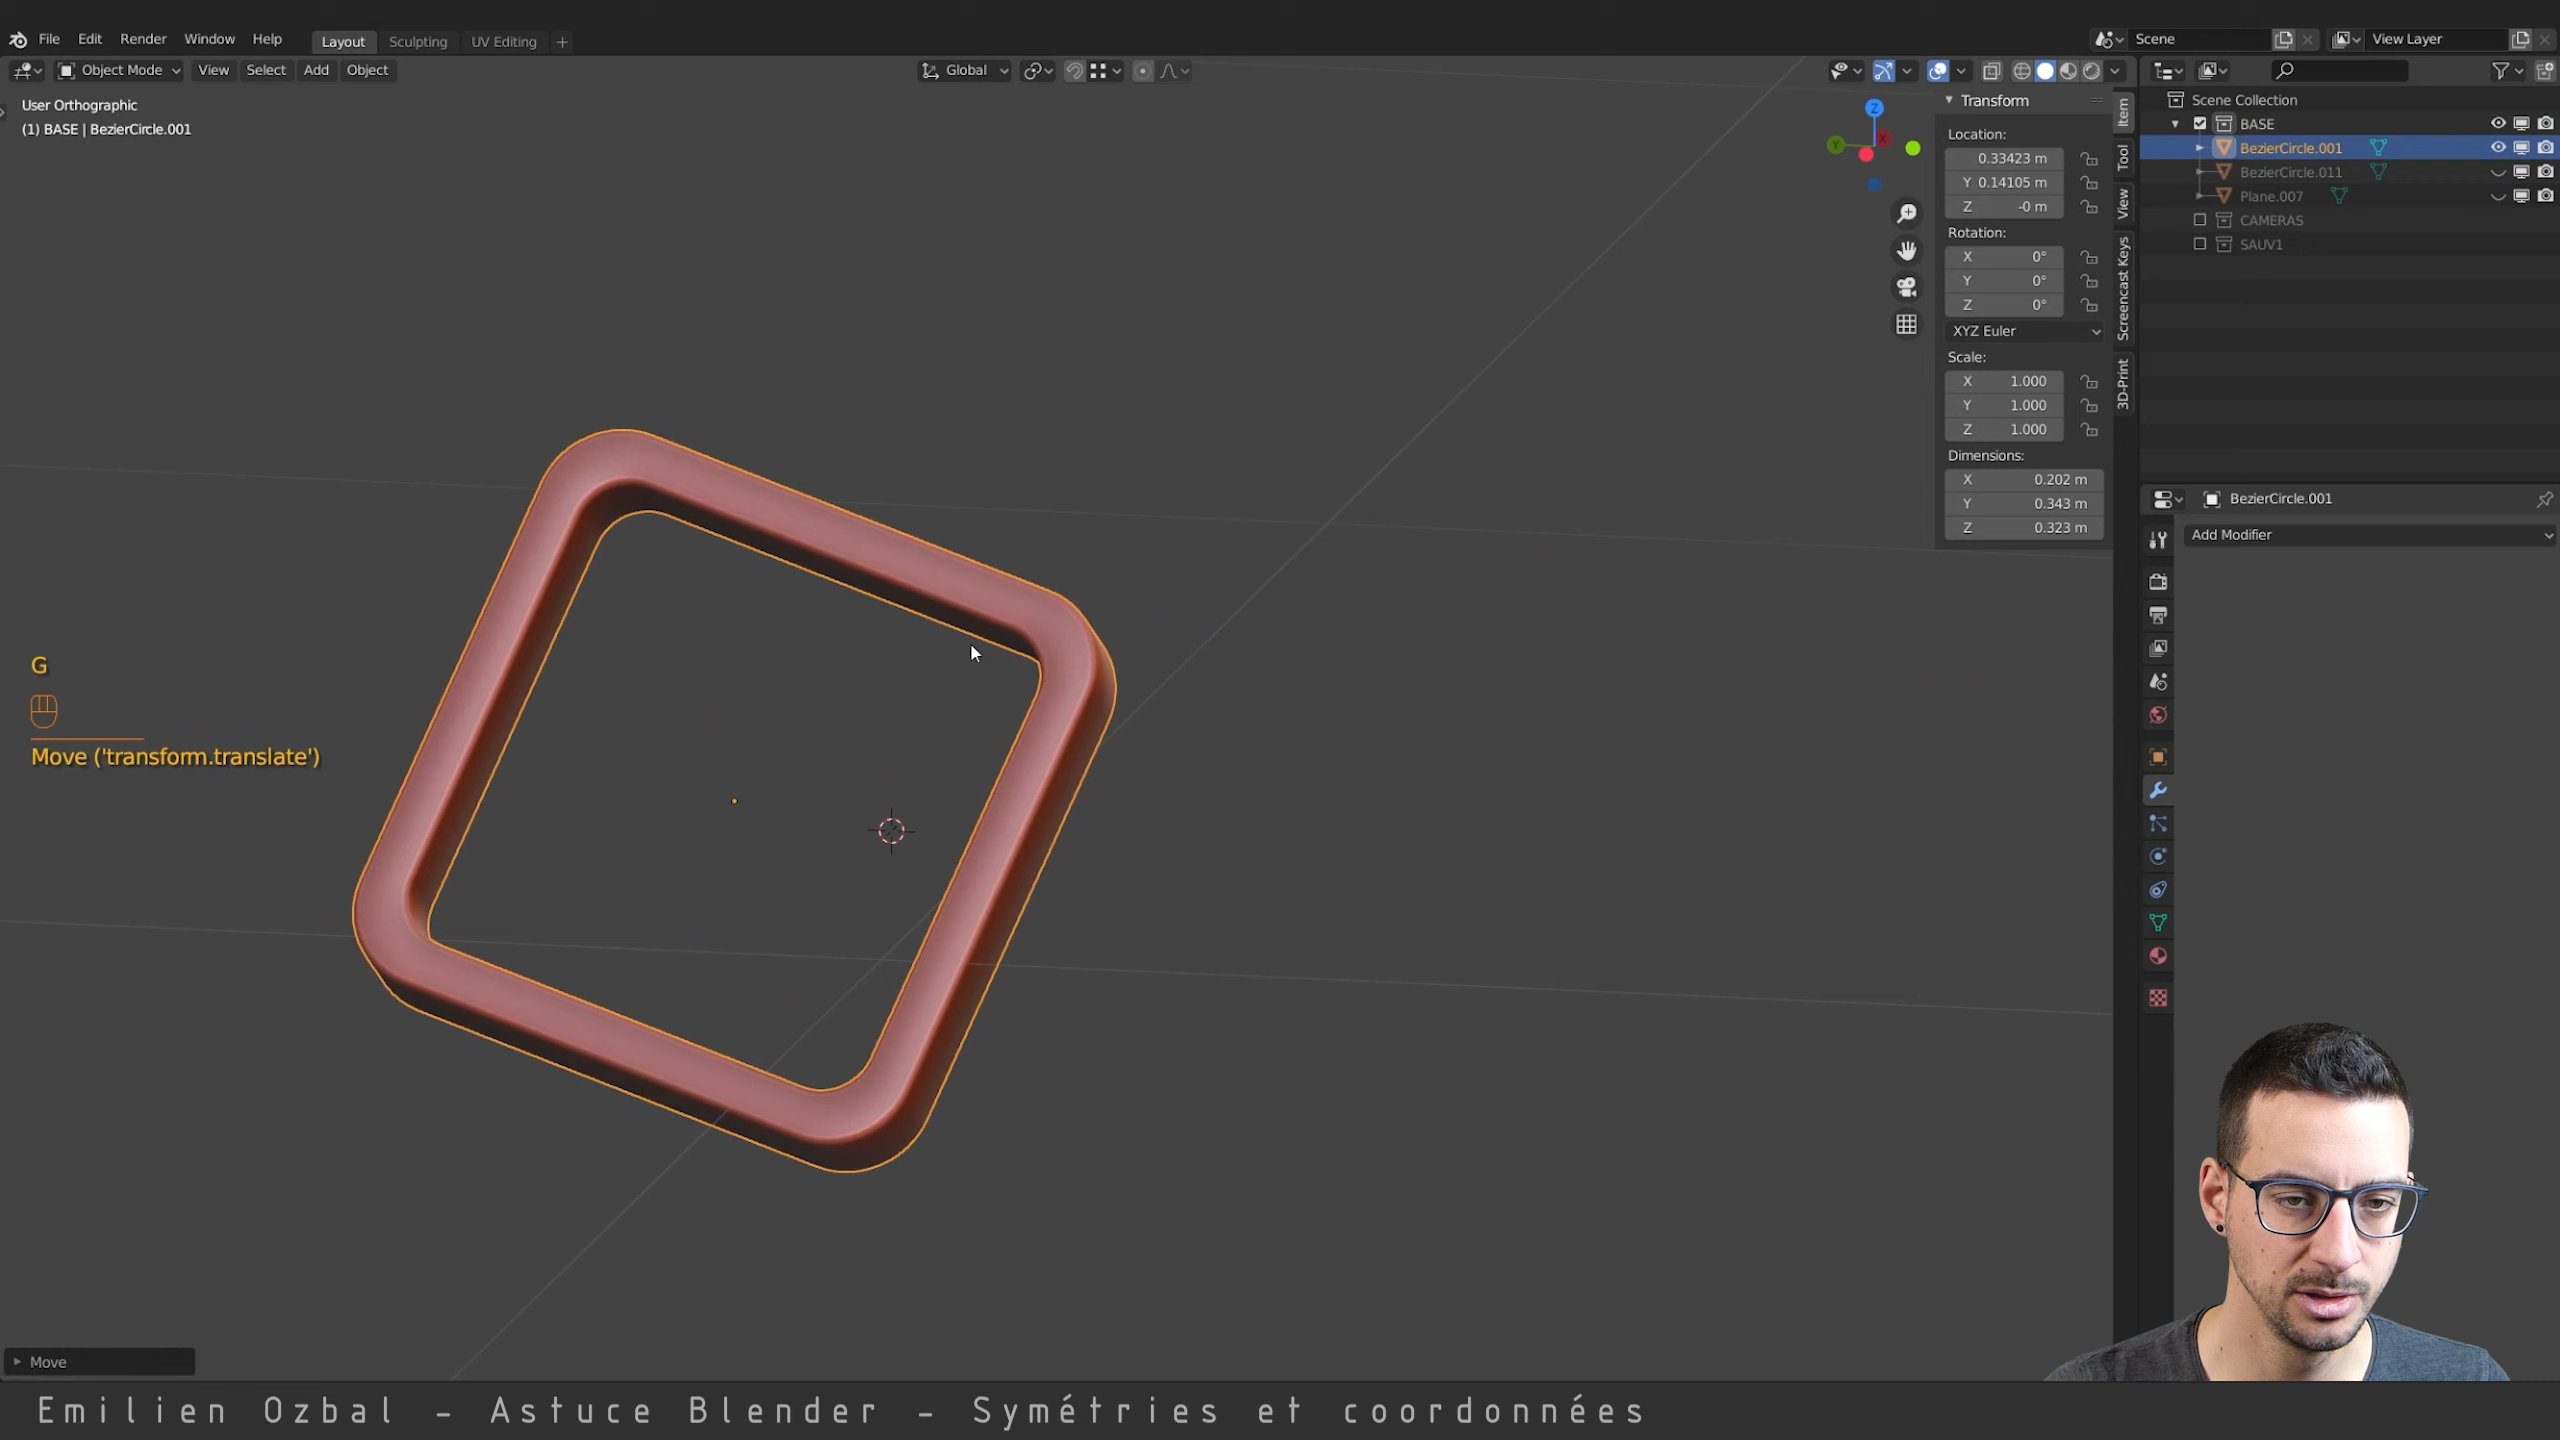 File Edit Render Window Help Layout Sculpting UV Editing + Scene View Layer
Object Mode View Select Add Object Global
User Orthographic
(1) BASE | BezierCircle.001
G
Move ('transform.translate')
Move
Z
Y
X
Transform
Location:
0.33423 m
Y 0.14105 m
Z -0 m
Rotation:
X 0°
Y 0°
Z 0°
XYZ Euler
Scale:
X 1.000
Y 1.000
Z 1.000
Dimensions:
X 0.202 m
Y 0.343 m
Z 0.323 m
Item
Tool
View
Screencast Keys
3D-Print
Scene Collection
BASE
BezierCircle.001
BezierCircle.011
Plane.007
CAMERAS
SAUV1
BezierCircle.001
Add Modifier
Emilien Ozbal - Astuce Blender - Symétries et coordonnées